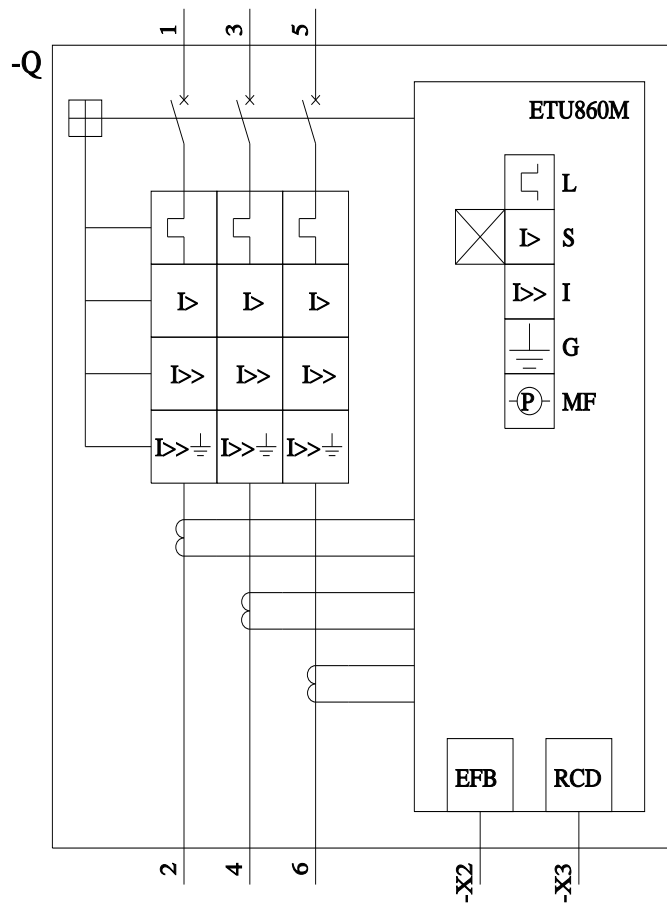 1 3 5
-Q
ETU860M
L
I> S
I>> I
G
P MF
I> I> I>
I>> I>> I>>
I>> I>> I>>
EFB RCD
2 4 6 -X2 -X3